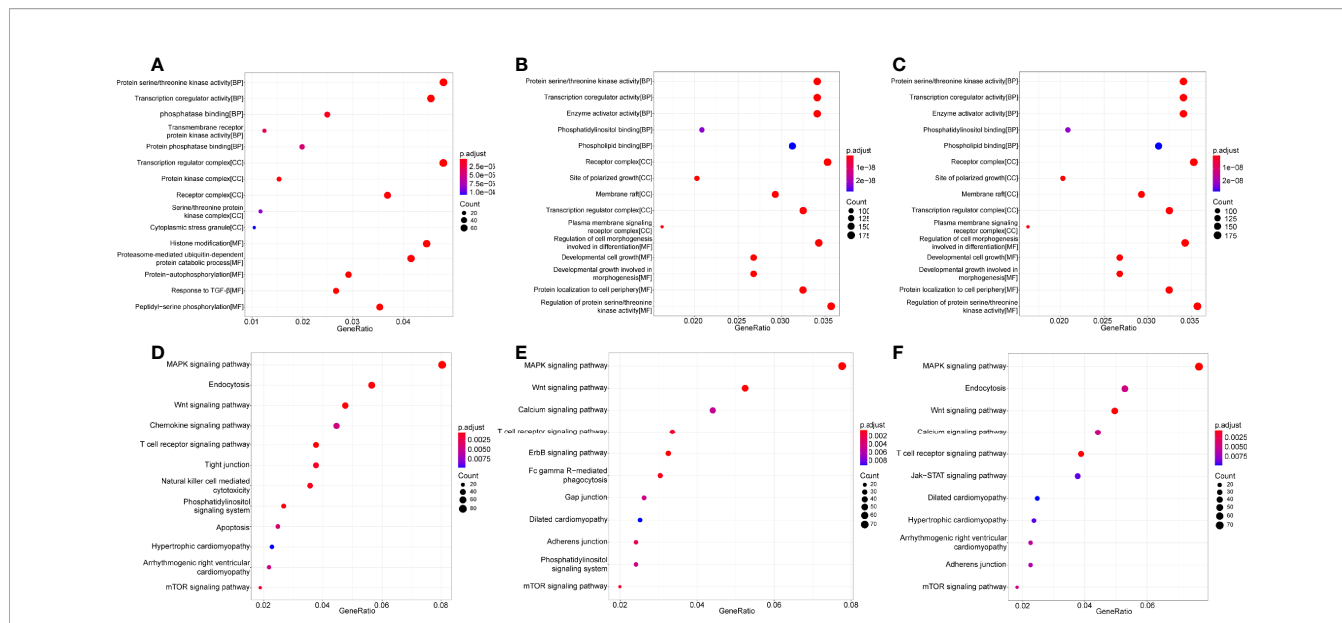 A
Protein serine/threonine kinase activity[BP]
Transcription coregulator activity[BP]
phosphatase binding[BP]
Transmembrane receptor
protein kinase activity[BP]
Protein phosphatase binding[BP]
Transcription regulator complex[CC]
Protein kinase complex[CC]
Receptor complex[CC]
Serine/threonine protein
kinase complex[CC]
Cytoplasmic stress granule[CC]
Histone modification[MF]
Proteasome-mediated ubiquitin-dependent
protein catabolic process[MF]
Protein-autophosphorylation[MF]
Response to TGF-β[MF]
Peptidyl-serine phosphorylation[MF]
0.01 0.02 0.03 0.04
GeneRatio
p.adjust
2.5e-05
5.0e-05
7.5e-05
1.0e-04
Count
20
40
60
B
Protein serine/threonine kinase activity[BP]
Transcription coregulator activity[BP]
Enzyme activator activity[BP]
Phosphatidylinositol binding[BP]
Phospholipid binding[BP]
Receptor complex[CC]
Site of polarized growth[CC]
Membrane raft[CC]
Transcription regulator complex[CC]
Plasma membrane signaling
receptor complex[CC]
Regulation of cell morphogenesis
involved in differentiation[MF]
Developmental cell growth[MF]
Developmental growth involved in
morphogenesis[MF]
Protein localization to cell periphery[MF]
Regulation of protein serine/threonine
kinase activity[MF]
0.020 0.025 0.030 0.035
GeneRatio
p.adjust
1e-08
2e-08
Count
100
125
150
175
C
Protein serine/threonine kinase activity[BP]
Transcription coregulator activity[BP]
Enzyme activator activity[BP]
Phosphatidylinositol binding[BP]
Phospholipid binding[BP]
Receptor complex[CC]
Site of polarized growth[CC]
Membrane raft[CC]
Transcription regulator complex[CC]
Plasma membrane signaling
receptor complex[CC]
Regulation of cell morphogenesis
involved in differentiation[MF]
Developmental cell growth[MF]
Developmental growth involved in
morphogenesis[MF]
Protein localization to cell periphery[MF]
Regulation of protein serine/threonine
kinase activity[MF]
0.020 0.025 0.030 0.035
GeneRatio
p.adjust
1e-08
2e-08
Count
100
125
150
175
D
MAPK signaling pathway
Endocytosis
Wnt signaling pathway
Chemokine signaling pathway
T cell receptor signaling pathway
Tight junction
Natural killer cell mediated
cytotoxicity
Phosphatidylinositol
signaling system
Apoptosis
Hypertrophic cardiomyopathy
Arrhythmogenic right ventricular
cardiomyopathy
mTOR signaling pathway
0.02 0.04 0.06 0.08
GeneRatio
p.adjust
0.0025
0.0050
0.0075
Count
20
40
60
80
E
MAPK signaling pathway
Wnt signaling pathway
Calcium signaling pathway
T cell receptor signaling pathway
ErbB signaling pathway
Fc gamma R-mediated
phagocytosis
Gap junction
Dilated cardiomyopathy
Adherens junction
Phosphatidylinositol
signaling system
mTOR signaling pathway
0.02 0.04 0.06 0.08
GeneRatio
p.adjust
0.002
0.004
0.006
0.008
Count
20
30
40
50
60
70
F
MAPK signaling pathway
Endocytosis
Wnt signaling pathway
Calcium signaling pathway
T cell receptor signaling pathway
Jak-STAT signaling pathway
Dilated cardiomyopathy
Hypertrophic cardiomyopathy
Arrhythmogenic right ventricular
cardiomyopathy
Adherens junction
mTOR signaling pathway
0.02 0.04 0.06
GeneRatio
p.adjust
0.0025
0.0050
0.0075
Count
20
30
40
50
60
70